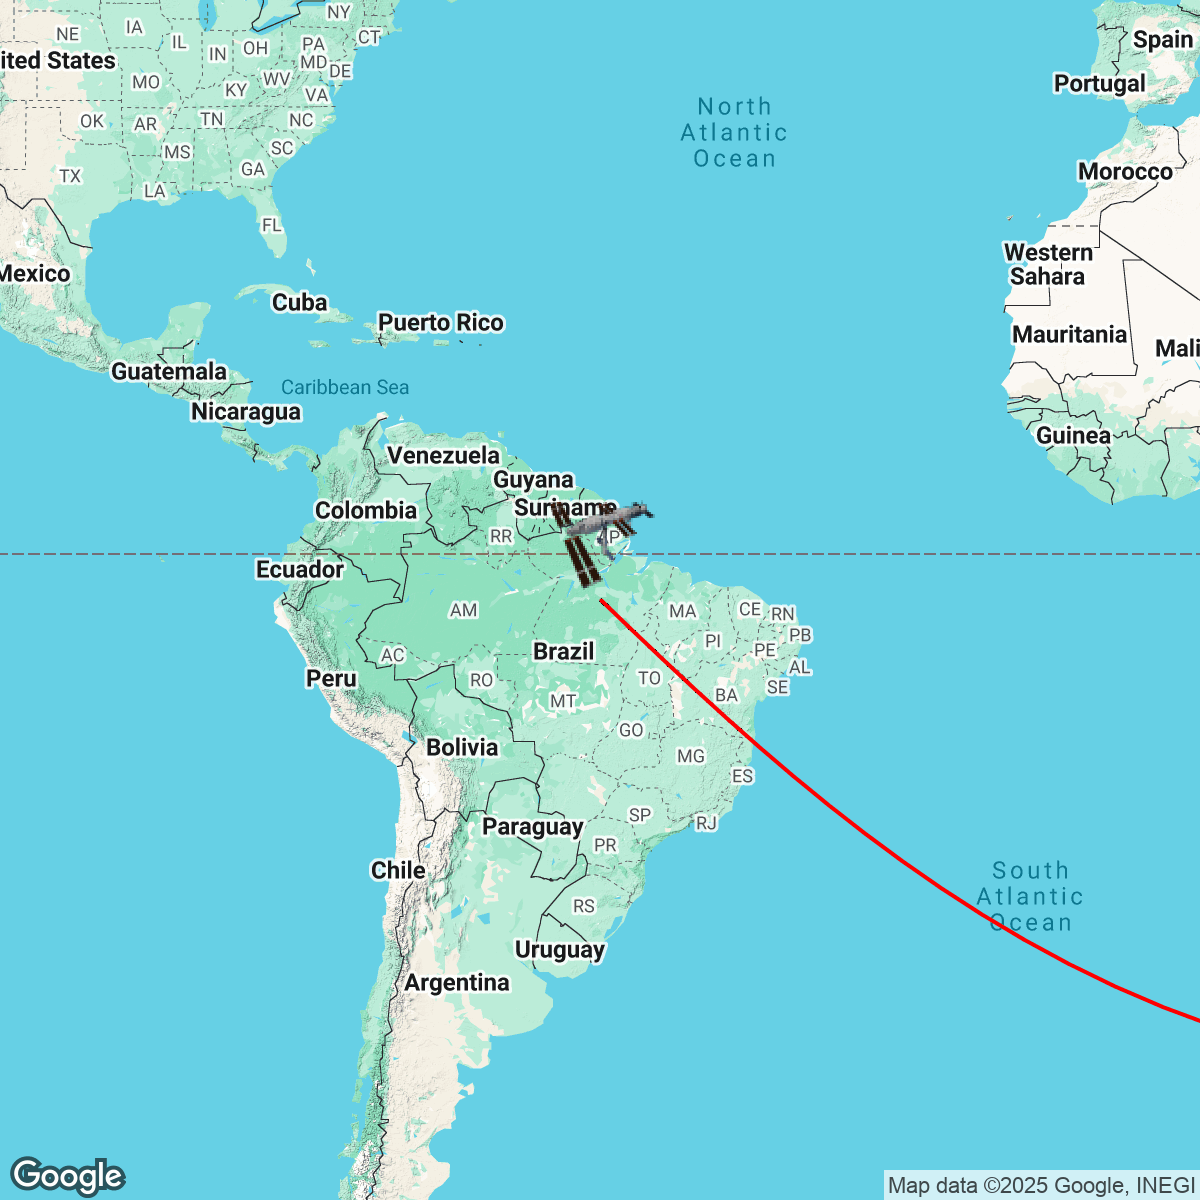 NY
NE
IA
IL
IN
OH
PA
CT
ited States
MD
DE
MO
KY
WV
VA
OK
AR
TN
NC
MS
SC
GA
TX
LA
FL
North
Atlantic
Ocean
Spain
Portugal
Morocco
Western
Sahara
Mexico
Cuba
Puerto Rico
Mauritania
Mali
Guatemala
Caribbean Sea
Nicaragua
Guinea
Venezuela
Guyana
Suriname
Colombia
RR
Ecuador
AM
MA
CE
RN
PI
PB
PE
AL
AC
Brazil
TO
SE
Peru
RO
MT
BA
GO
Bolivia
MG
ES
SP
RJ
Paraguay
PR
Chile
South
Atlantic
Ocean
RS
Uruguay
Argentina
Google
Map data ©2025 Google, INEGI